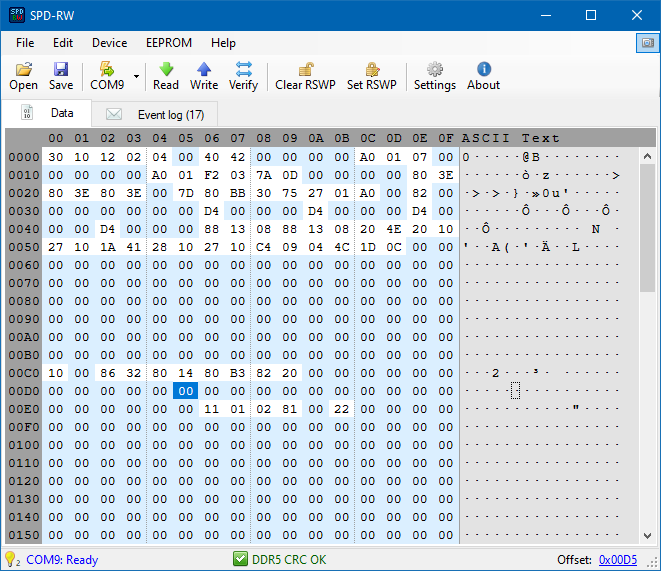 SPD-RW
File Edit Device EEPROM Help
Open Save COM9 Read Write Verify Clear RSWP Set RSWP Settings About
Data Event log (17)
00 01 02 03 04 05 06 07 08 09 0A 0B 0C 0D 0E 0F ASCII Text
0000 30 10 12 02 04 00 40 42 00 00 00 00 A0 01 07 00 0·····@B········
0010 00 00 00 00 A0 01 F2 03 7A 0D 00 00 00 00 80 3E ······ò·z······>
0020 80 3E 80 3E 00 7D 80 BB 30 75 27 01 A0 00 82 00 ·>·>·}·»0u'·····
0030 00 00 00 00 00 00 D4 00 00 00 D4 00 00 00 D4 00 ······Ô···Ô···Ô·
0040 00 00 D4 00 00 00 88 13 08 88 13 08 20 4E 20 10 ··Ô·········· N ·
0050 27 10 1A 41 28 10 27 10 C4 09 04 4C 1D 0C 00 00 '··A(·'·Ä··L····
0060 00 00 00 00 00 00 00 00 00 00 00 00 00 00 00 00 ················
0070 00 00 00 00 00 00 00 00 00 00 00 00 00 00 00 00 ················
0080 00 00 00 00 00 00 00 00 00 00 00 00 00 00 00 00 ················
0090 00 00 00 00 00 00 00 00 00 00 00 00 00 00 00 00 ················
00A0 00 00 00 00 00 00 00 00 00 00 00 00 00 00 00 00 ················
00B0 00 00 00 00 00 00 00 00 00 00 00 00 00 00 00 00 ················
00C0 10 00 86 32 80 14 80 B3 82 20 00 00 00 00 00 00 ···2···³· ······
00D0 00 00 00 00 00 00 00 00 00 00 00 00 00 00 00 00 ················
00E0 00 00 00 00 00 00 11 01 02 81 00 22 00 00 00 00 ···········"····
00F0 00 00 00 00 00 00 00 00 00 00 00 00 00 00 00 00 ················
0100 00 00 00 00 00 00 00 00 00 00 00 00 00 00 00 00 ················
0110 00 00 00 00 00 00 00 00 00 00 00 00 00 00 00 00 ················
0120 00 00 00 00 00 00 00 00 00 00 00 00 00 00 00 00 ················
0130 00 00 00 00 00 00 00 00 00 00 00 00 00 00 00 00 ················
0140 00 00 00 00 00 00 00 00 00 00 00 00 00 00 00 00 ················
0150 00 00 00 00 00 00 00 00 00 00 00 00 00 00 00 00 ················
2 COM9: Ready DDR5 CRC OK Offset: 0x00D5